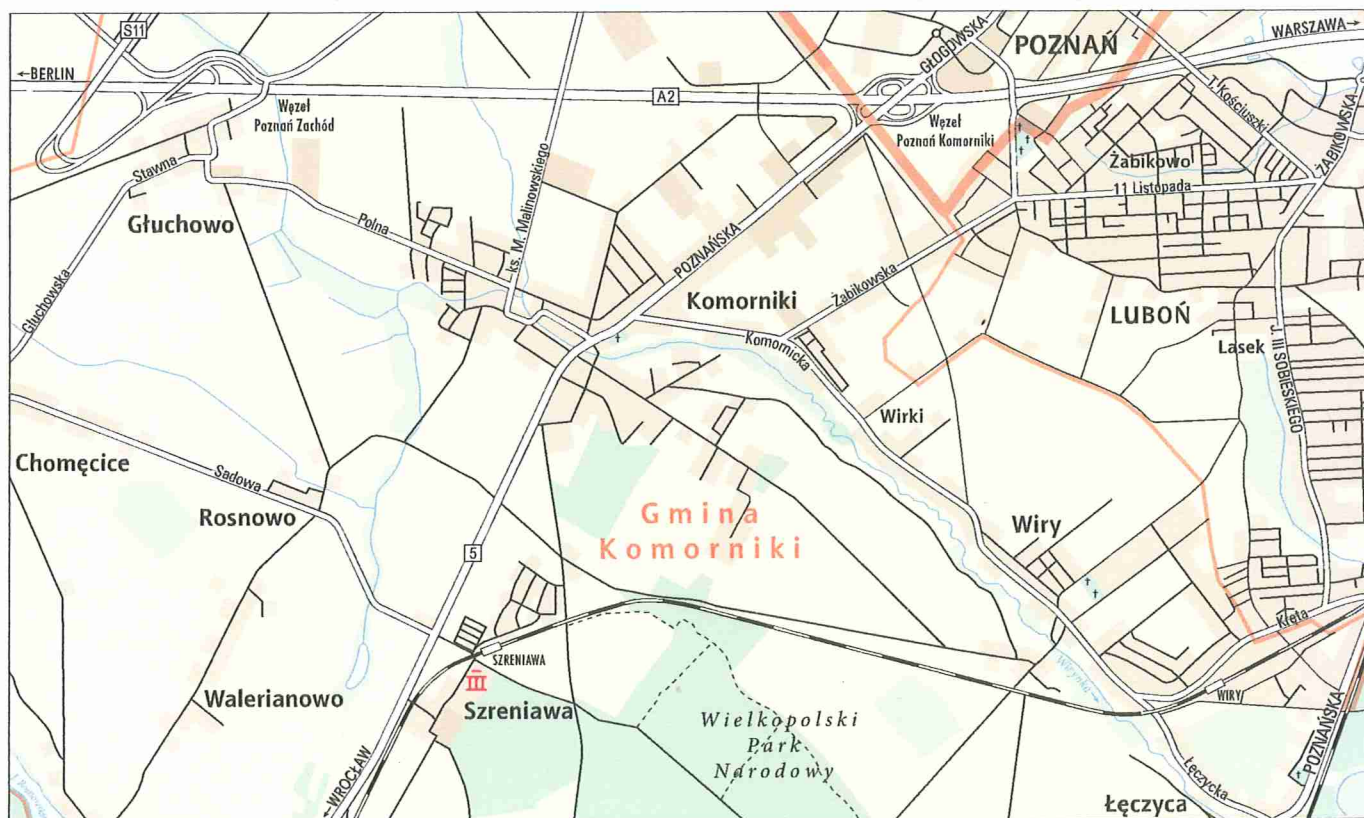 S11
←BERLIN
Węzeł
Poznań Zachód
A2
GŁOGOWSKA
POZNAŃ
WARSZAWA→
T. Kościuszki
ŻABIKOWSKA
Węzeł
Poznań Komorniki
Żabikowo
11 Listopada
Stawna
Głuchowo
Polna
ks. M. Malinowskiego
POZNAŃSKA
Głuchowska
Komorniki
Żabikowska
LUBOŃ
Lasek
J. III SOBIESKIEGO
Komornicka
Wirki
Chomęcice
Sadowa
Rosnowo
Gmina
Komorniki
Wiry
5
Kręta
SZRENIAWA
Wirynka→
WIRY
Walerianowo
Szreniawa
Wielkopolski
Park
Narodowy
POZNAŃSKA
←WROCŁAW
Łęczycka
Łęczyca